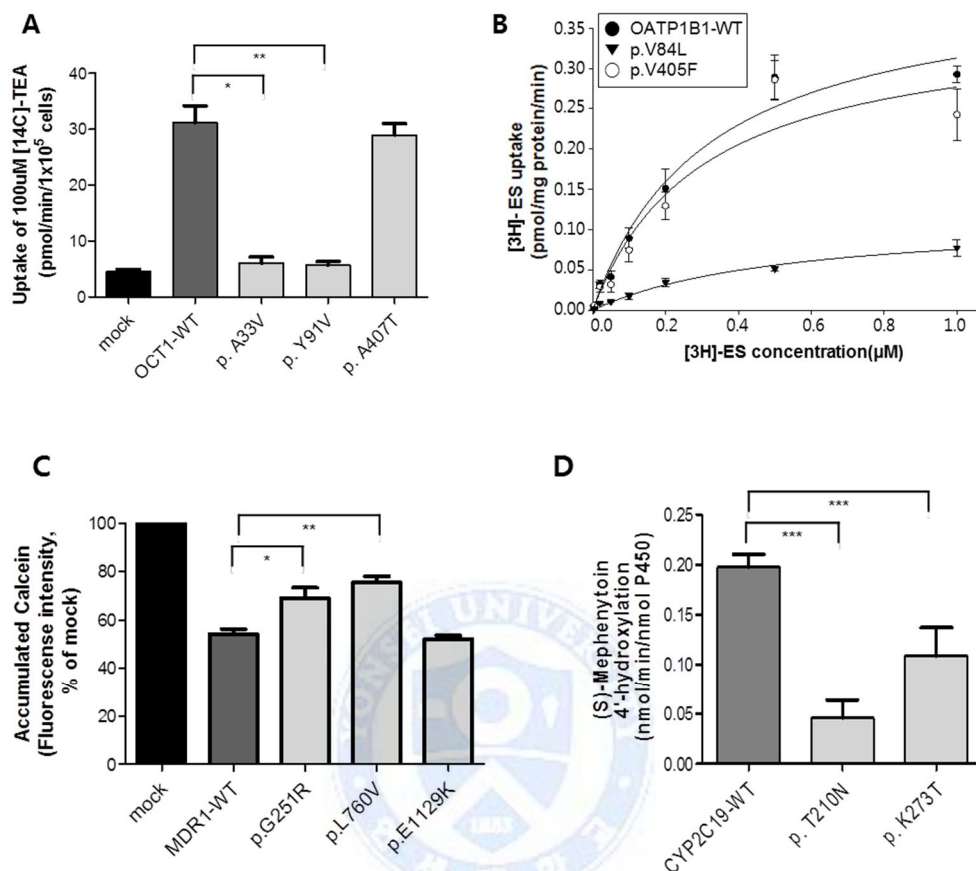 A
Uptake of 100uM [14C]-TEA
(pmol/min/1x10⁵ cells)
40
30
20
10
0
**
*
mock
OCT1-WT
p. A33V
p. Y91V
p. A407T
B
OATP1B1-WT
p.V84L
p.V405F
[3H]- ES uptake
(pmol/mg protein/min)
0.30
0.25
0.20
0.15
0.10
0.05
0.00
0.0
0.2
0.4
0.6
0.8
1.0
[3H]-ES concentration(µM)
C
Accumulated Calcein
(Fluorescense intensity,
% of mock)
100
80
60
40
20
0
**
*
mock
MDR1-WT
p.G251R
p.L760V
p.E1129K
D
(S)-Mephenytoin
4'-hydroxylation
(nmol/min/nmol P450)
0.25
0.20
0.15
0.10
0.05
0.00
***
***
CYP2C19-WT
p. T210N
p. K273T
YONSEI UNIVERSITY
1885